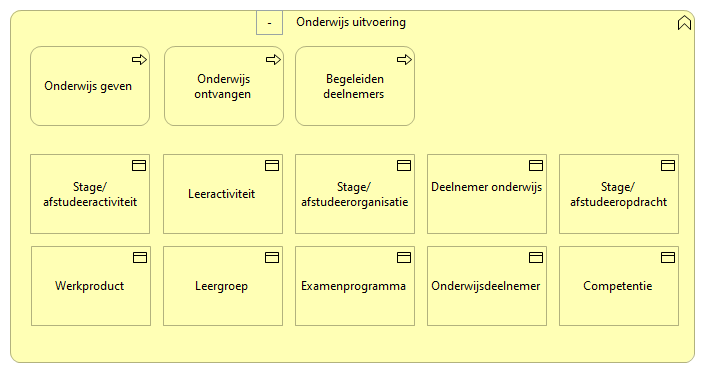 - Onderwijs uitvoering
Onderwijs geven
Onderwijs
ontvangen
Begeleiden
deelnemers
Stage/
afstudeeractiviteit
Leeractiviteit
Stage/
afstudeerorganisatie
Deelnemer onderwijs
Stage/
afstudeeropdracht
Werkproduct
Leergroep
Examenprogramma
Onderwijsdeelnemer
Competentie